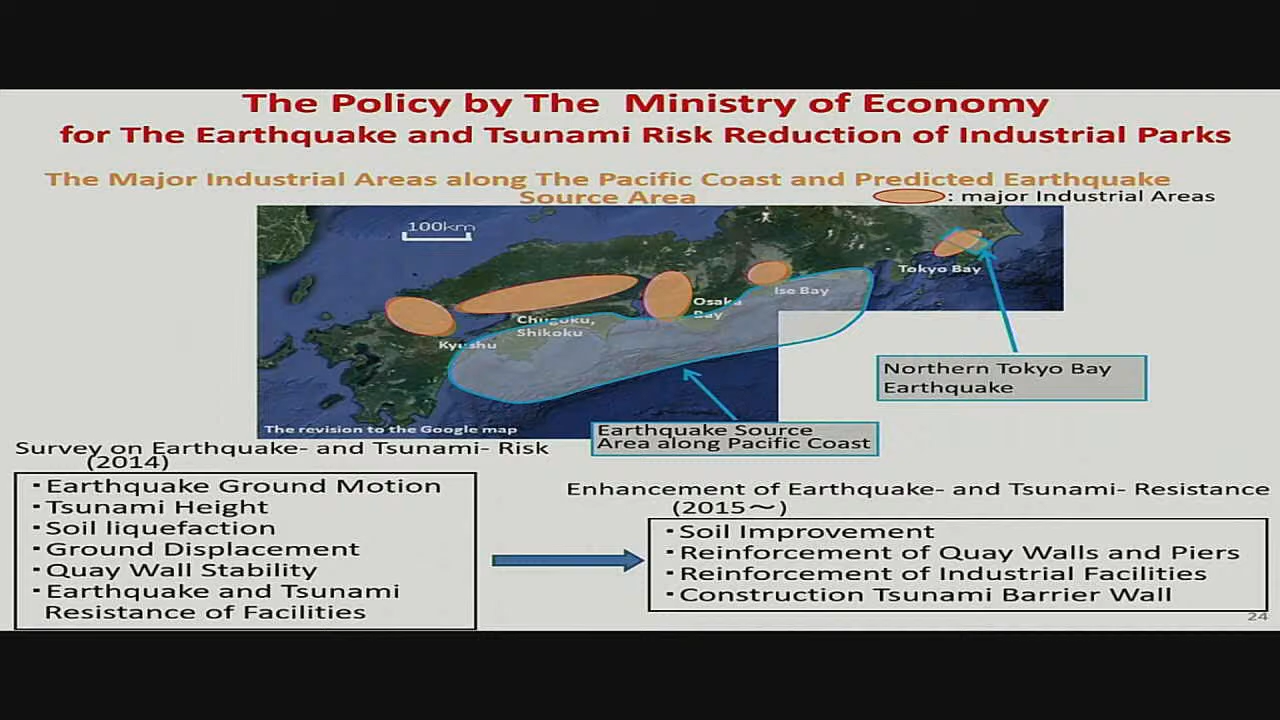 The Policy by The Ministry of Economy
for The Earthquake and Tsunami Risk Reduction of Industrial Parks
The Major Industrial Areas along The Pacific Coast and Predicted Earthquake
Source Area
: major Industrial Areas
100km
Tokyo Bay
Ise Bay
Osaka
Bay
Chugoku,
Shikoku
Kyushu
Northern Tokyo Bay
Earthquake
The revision to the Google map
Earthquake Source
Area along Pacific Coast
Survey on Earthquake- and Tsunami- Risk
(2014)
・Earthquake Ground Motion
・Tsunami Height
・Soil liquefaction
・Ground Displacement
・Quay Wall Stability
・Earthquake and Tsunami
Resistance of Facilities
Enhancement of Earthquake- and Tsunami- Resistance
(2015～)
・Soil Improvement
・Reinforcement of Quay Walls and Piers
・Reinforcement of Industrial Facilities
・Construction Tsunami Barrier Wall
24